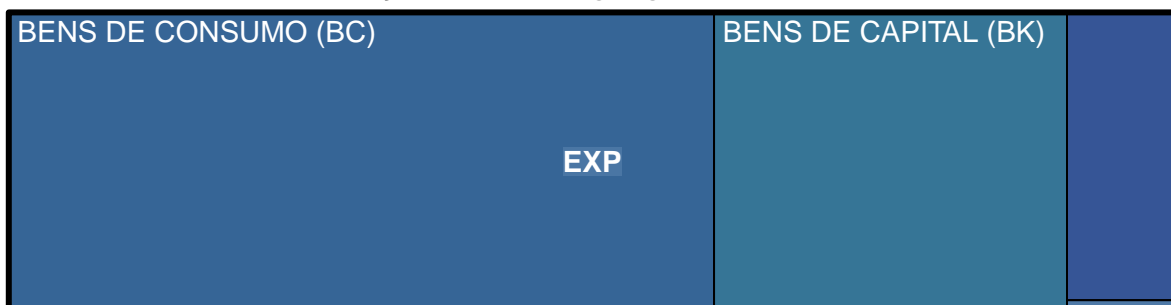 BENS DE CONSUMO (BC)
BENS DE CAPITAL (BK)
EXP